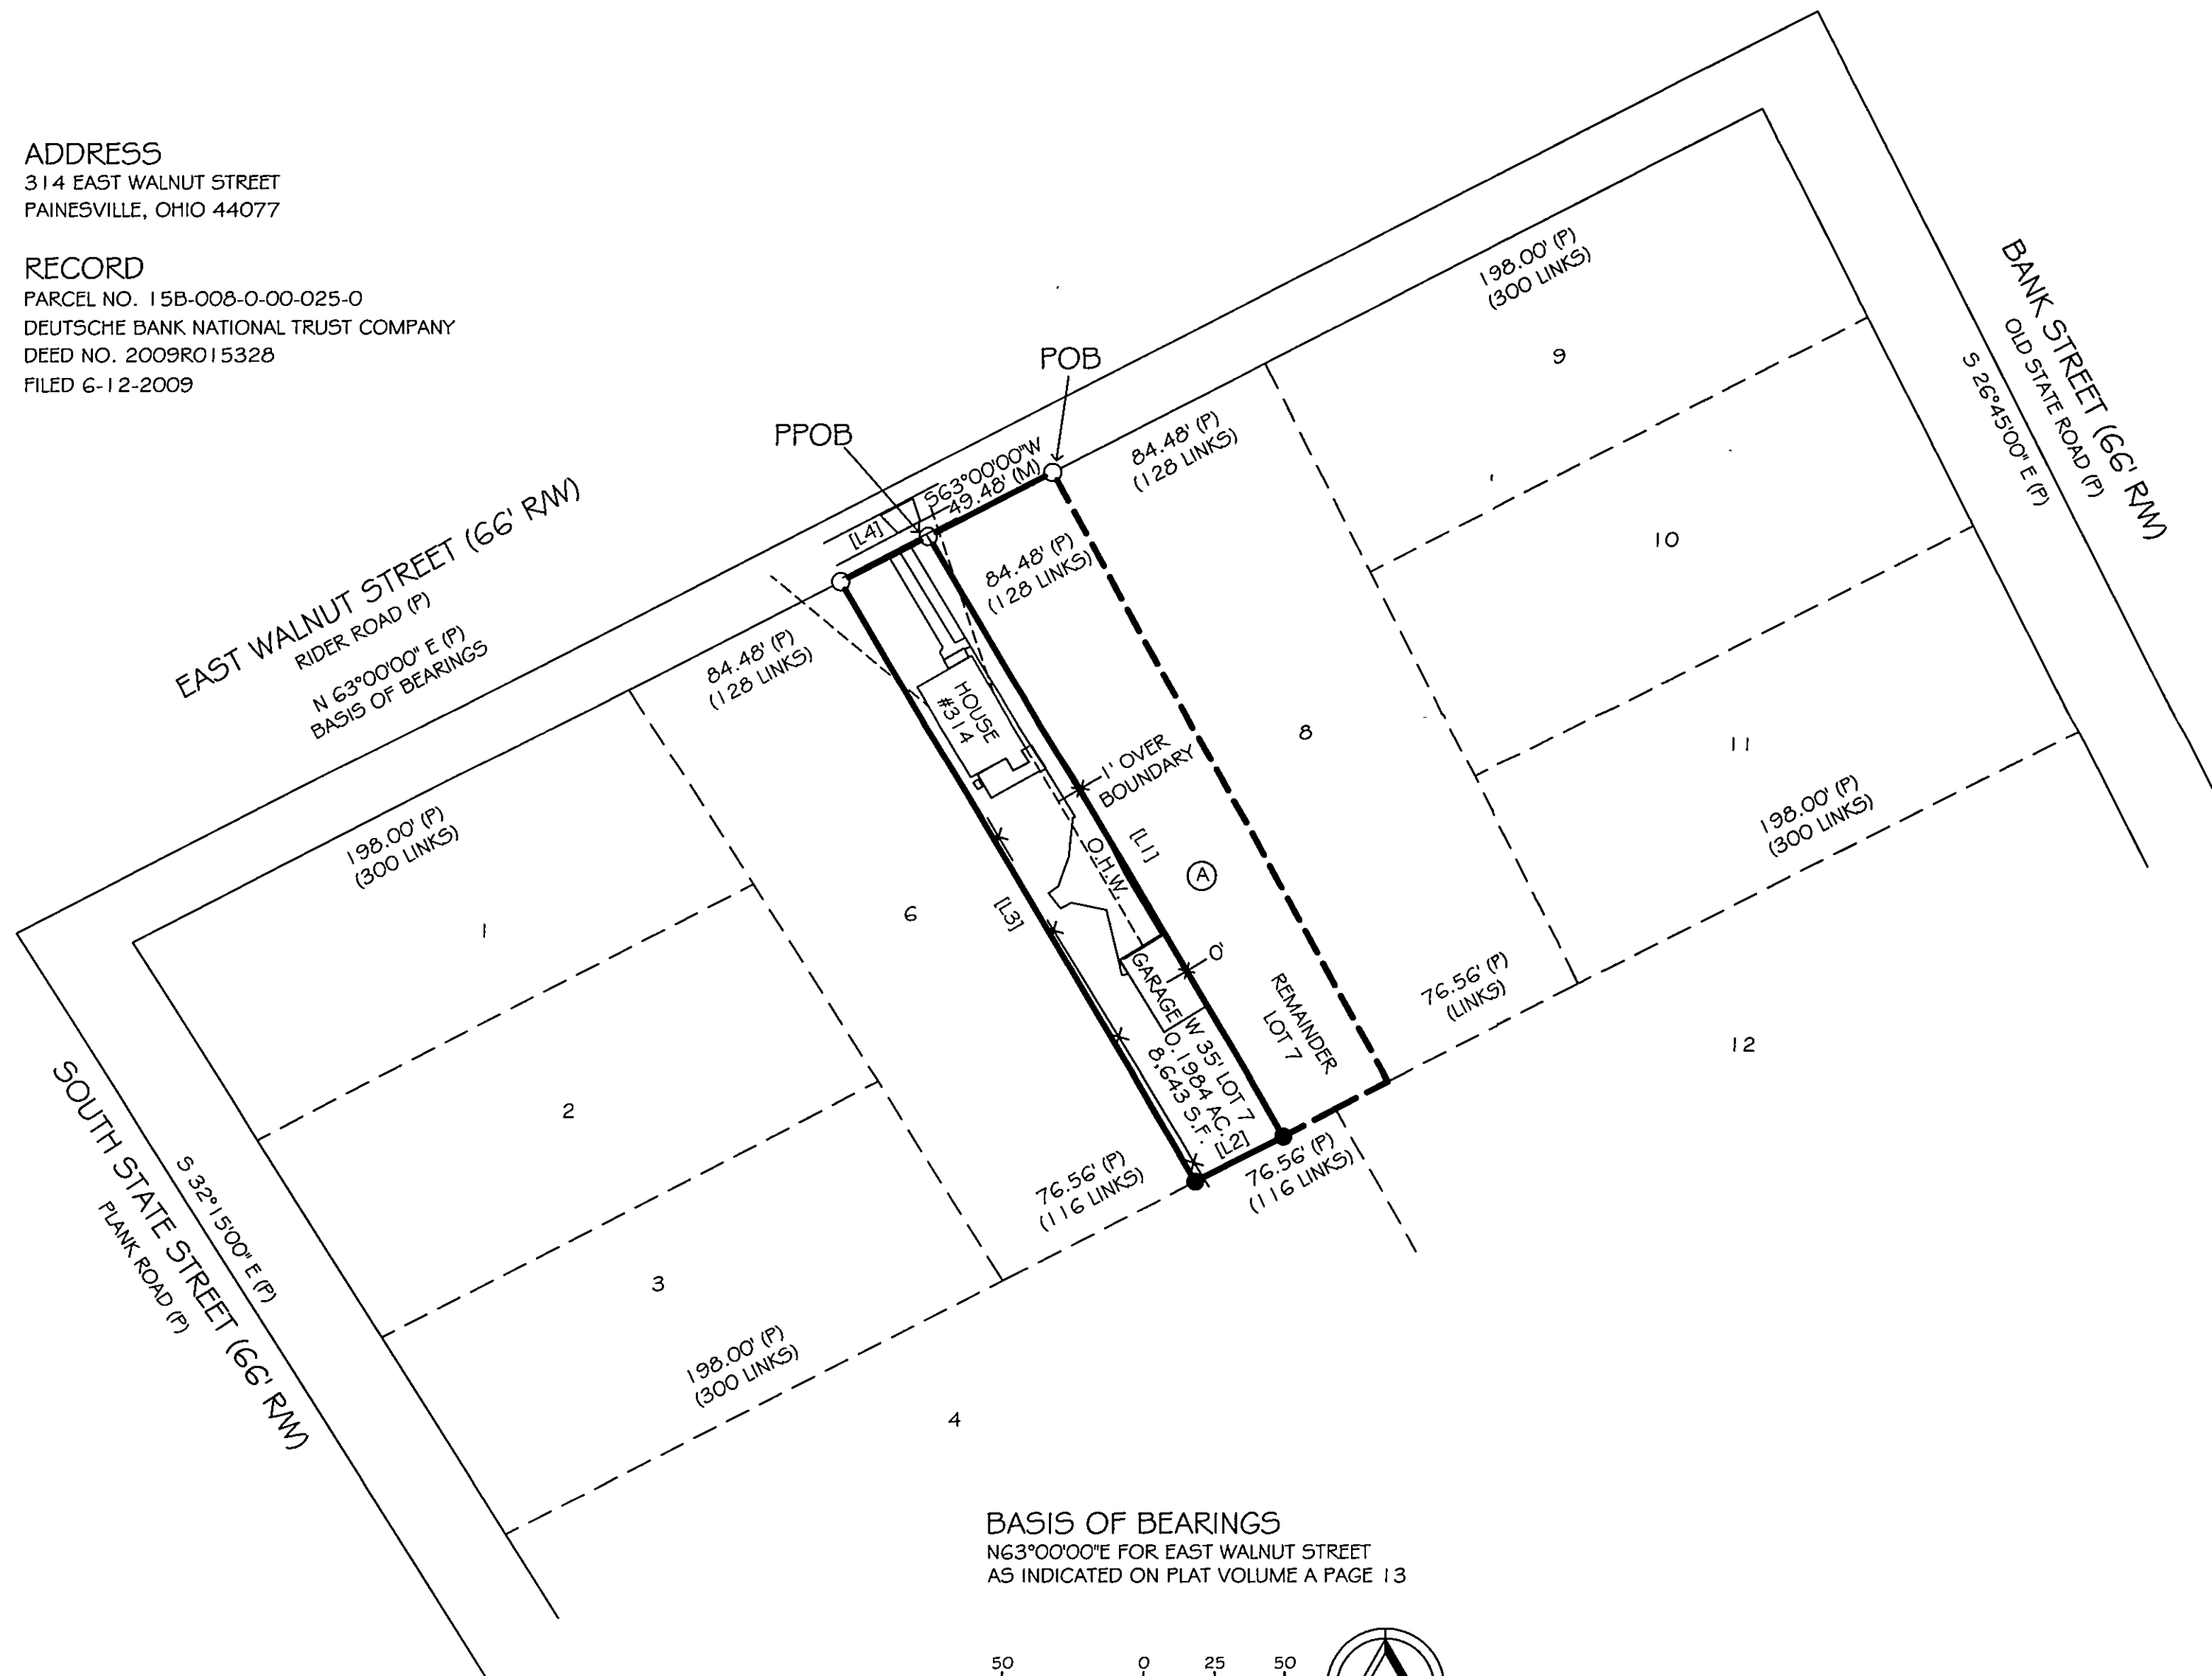 ADDRESS
314 EAST WALNUT STREET
PAINESVILLE, OHIO 44077
RECORD
PARCEL NO. 15B-008-0-00-025-0
DEUTSCHE BANK NATIONAL TRUST COMPANY
DEED NO. 2009R015328
FILED 6-12-2009
EAST WALNUT STREET (66' R/W)
RIDER ROAD (P)
N 63°00'00" E (P)
BASIS OF BEARINGS
PPOB
POB
S63°00'00"W
49.48' (M)
[L4]
84.48' (P)
(128 LINKS)
84.48' (P)
(128 LINKS)
84.48' (P)
(128 LINKS)
198.00' (P)
(300 LINKS)
BANK STREET (66' R/W)
OLD STATE ROAD (P)
S 26°45'00" E (P)
9
10
11
8
12
198.00' (P)
(300 LINKS)
76.56' (P)
(LINKS)
HOUSE
#314
1' OVER
BOUNDARY
[L1]
A
O.H.W.
0'
GARAGE
REMAINDER
LOT 7
W 35' LOT 7
0.1984 AC.
8,643 S.F.
[L2]
[L3]
6
76.56' (P)
(116 LINKS)
76.56' (P)
(116 LINKS)
198.00' (P)
(300 LINKS)
1
2
3
4
198.00' (P)
(300 LINKS)
SOUTH STATE STREET (66' R/W)
PLANK ROAD (P)
S 32°15'00" E (P)
BASIS OF BEARINGS
N63°00'00"E FOR EAST WALNUT STREET
AS INDICATED ON PLAT VOLUME A PAGE 13
50 0 25 50